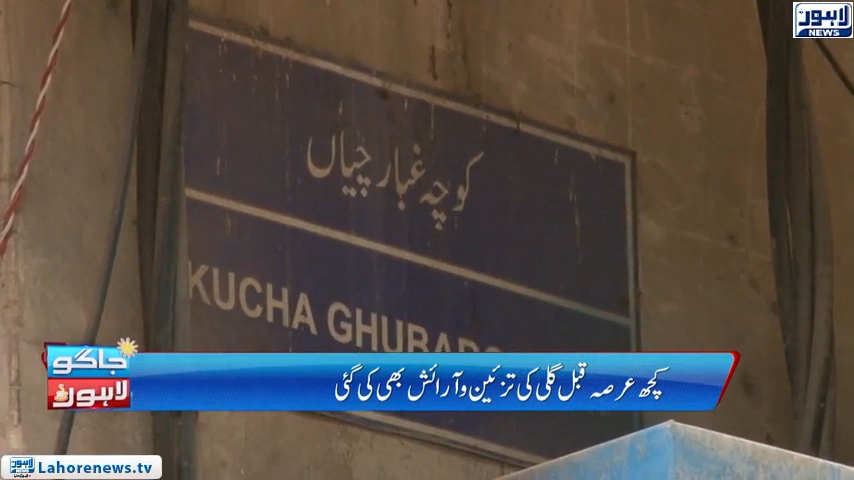 لاہور
NEWS
کوچہ غبار چیاں
KUCHA GHUBAR
جاگو
لاہور
کچھ عرصہ قبل گلی کی تزئین و آرائش بھی کی گئی
Lahorenews.tv